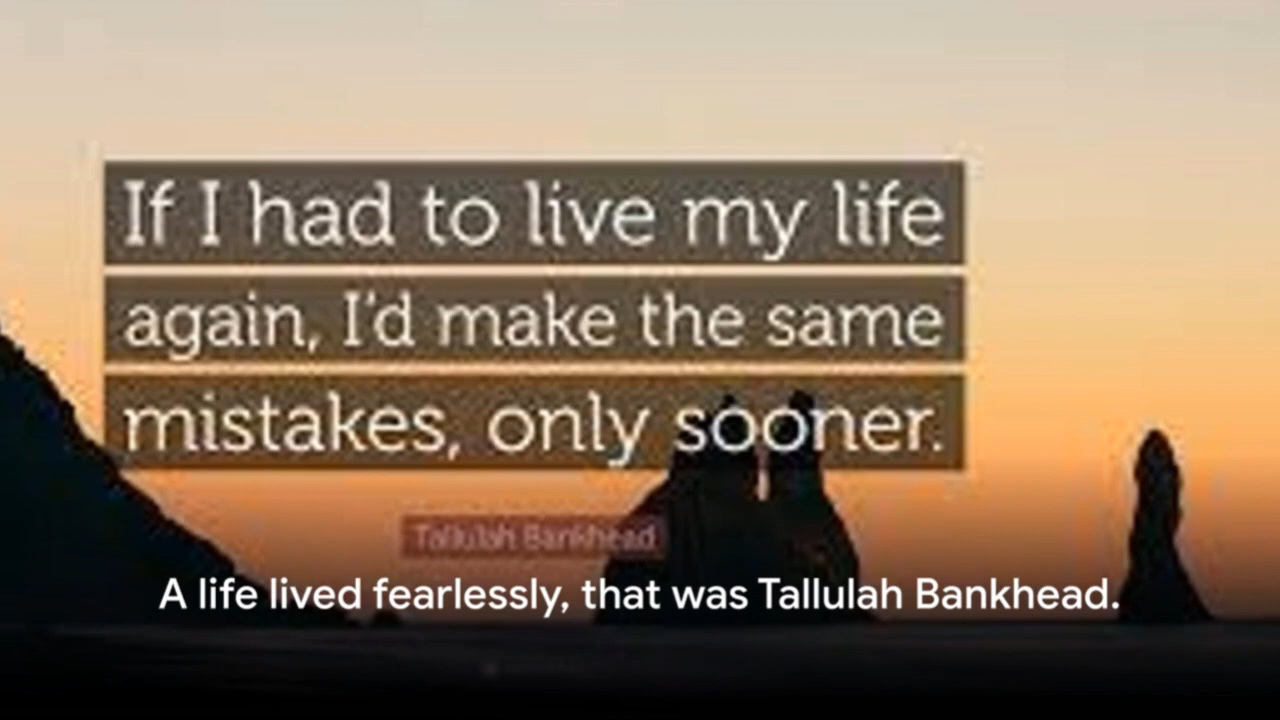 If I had to live my life
again, I'd make the same
mistakes, only sooner.
Tallulah Bankhead
A life lived fearlessly, that was Tallulah Bankhead.